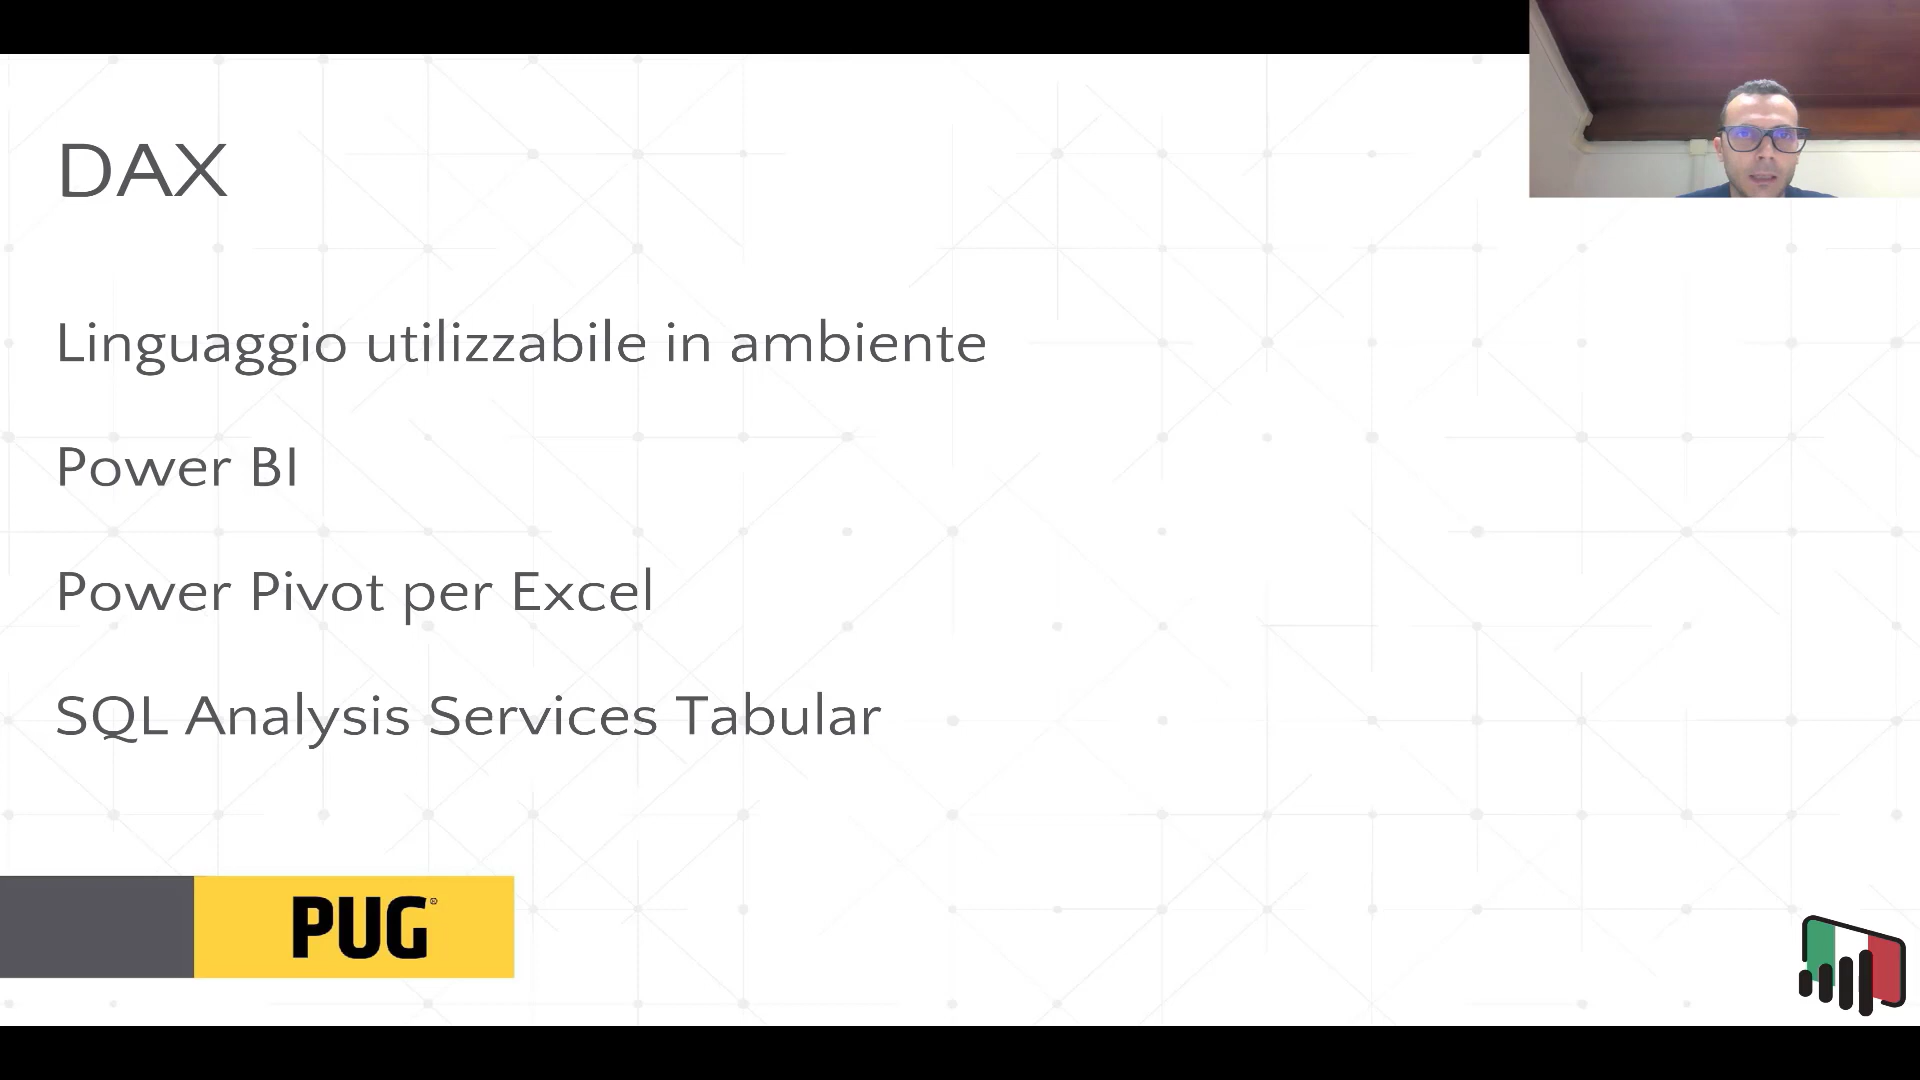 DAX
Linguaggio utilizzabile in ambiente
Power BI
Power Pivot per Excel
SQL Analysis Services Tabular
PUG®